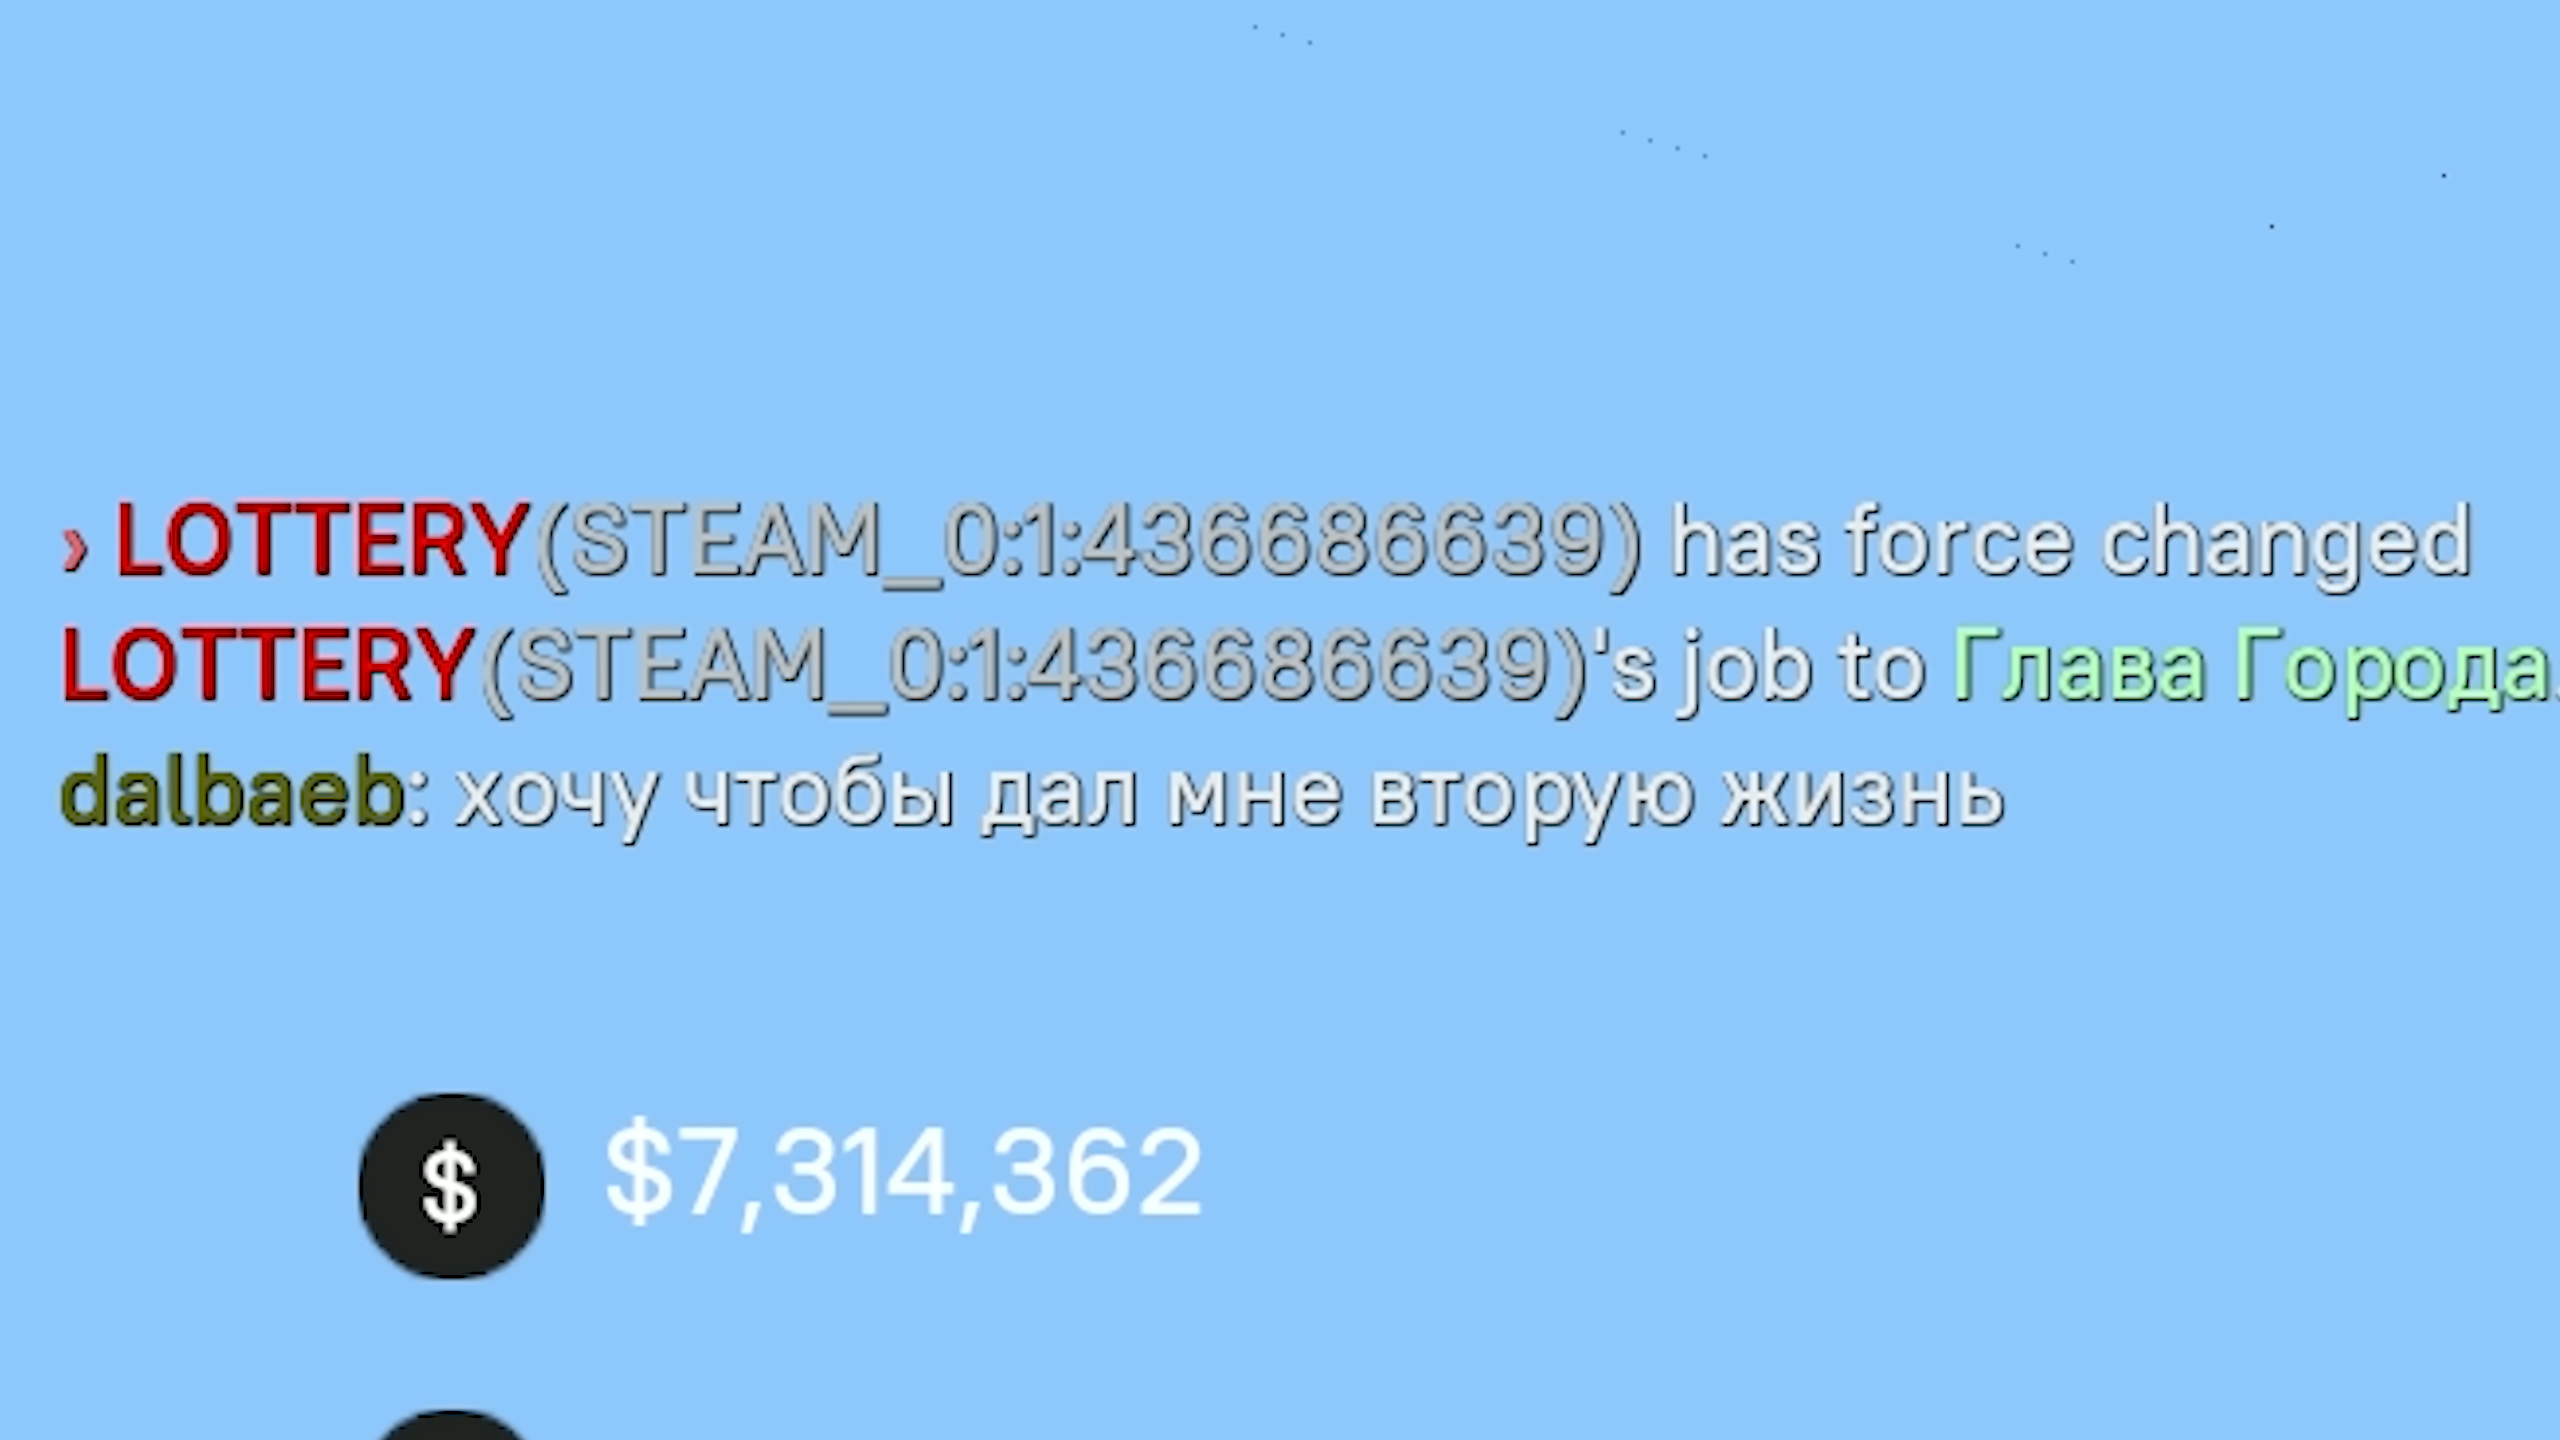 › LOTTERY(STEAM_0:1:436686639) has force changed
LOTTERY(STEAM_0:1:436686639)'s job to Глава Города.
dalbaeb: хочу чтобы дал мне вторую жизнь
$ $7,314,362